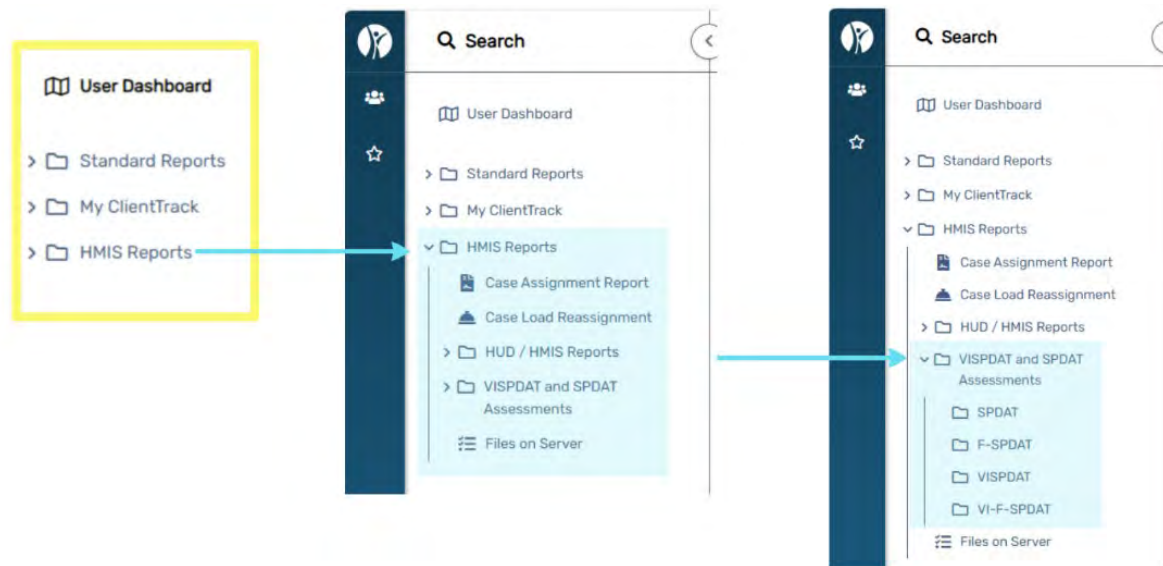 User Dashboard
Standard Reports
My ClientTrack
HMIS Reports
Search
User Dashboard
Standard Reports
My ClientTrack
HMIS Reports
Case Assignment Report
Case Load Reassignment
HUD / HMIS Reports
VISPDAT and SPDAT
Assessments
Files on Server
Search
User Dashboard
Standard Reports
My ClientTrack
HMIS Reports
Case Assignment Report
Case Load Reassignment
HUD / HMIS Reports
VISPDAT and SPDAT
Assessments
SPDAT
F-SPDAT
VISPDAT
VI-F-SPDAT
Files on Server